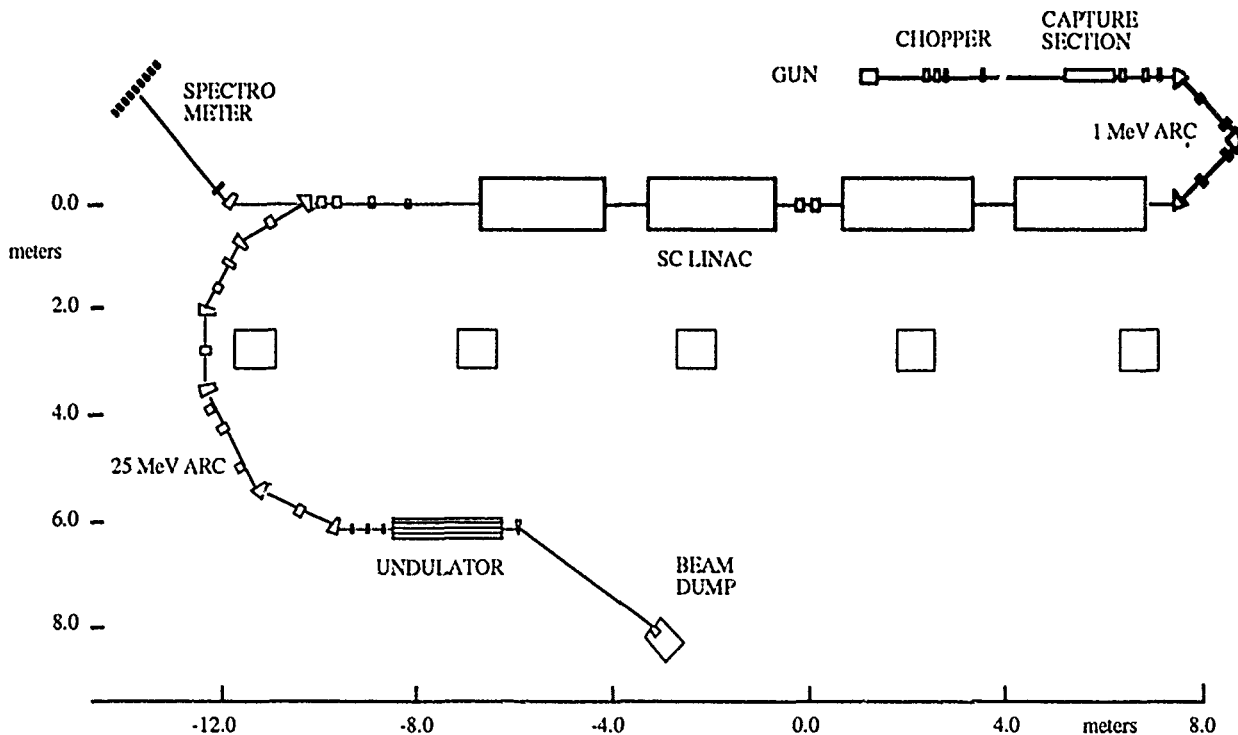 CAPTURE
SECTION
CHOPPER
GUN
SPECTRO
METER
1 MeV ARC
0.0
meters
SC LINAC
2.0
4.0
25 MeV ARC
6.0
UNDULATOR
BEAM
DUMP
8.0
-12.0 -8.0 -4.0 0.0 4.0 meters 8.0